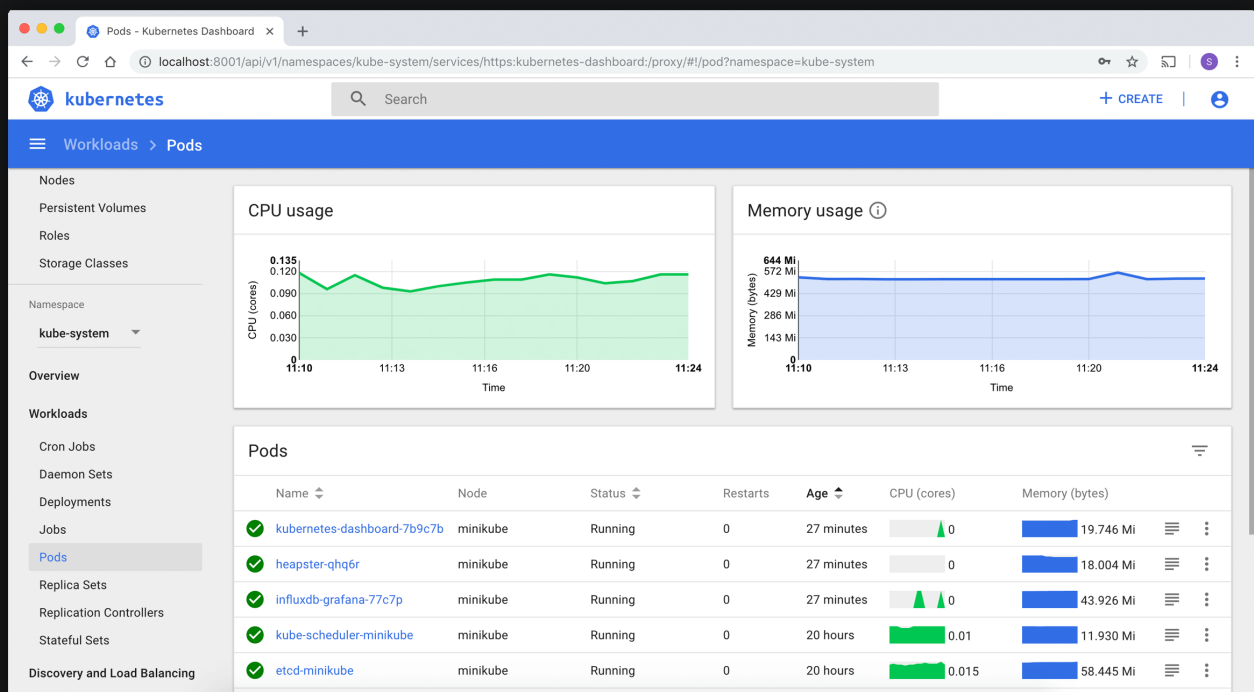 Pods - Kubernetes Dashboard
localhost:8001/api/v1/namespaces/kube-system/services/https:kubernetes-dashboard:/proxy/#!/pod?namespace=kube-system
S
kubernetes
Search
+ CREATE
Workloads > Pods
Nodes
Persistent Volumes
Roles
Storage Classes
Namespace
kube-system
Overview
Workloads
Cron Jobs
Daemon Sets
Deployments
Jobs
Pods
Replica Sets
Replication Controllers
Stateful Sets
Discovery and Load Balancing
CPU usage
CPU (cores)
0.135
0.120
0.090
0.060
0.030
0
11:10 11:13 11:16 11:20 11:24
Time
Memory usage
Memory (bytes)
644 Mi
572 Mi
429 Mi
286 Mi
143 Mi
0
11:10 11:13 11:16 11:20 11:24
Time
Pods
Name Node Status Restarts Age CPU (cores) Memory (bytes)
kubernetes-dashboard-7b9c7b minikube Running 0 27 minutes 0 19.746 Mi
heapster-qhq6r minikube Running 0 27 minutes 0 18.004 Mi
influxdb-grafana-77c7p minikube Running 0 27 minutes 0 43.926 Mi
kube-scheduler-minikube minikube Running 0 20 hours 0.01 11.930 Mi
etcd-minikube minikube Running 0 20 hours 0.015 58.445 Mi